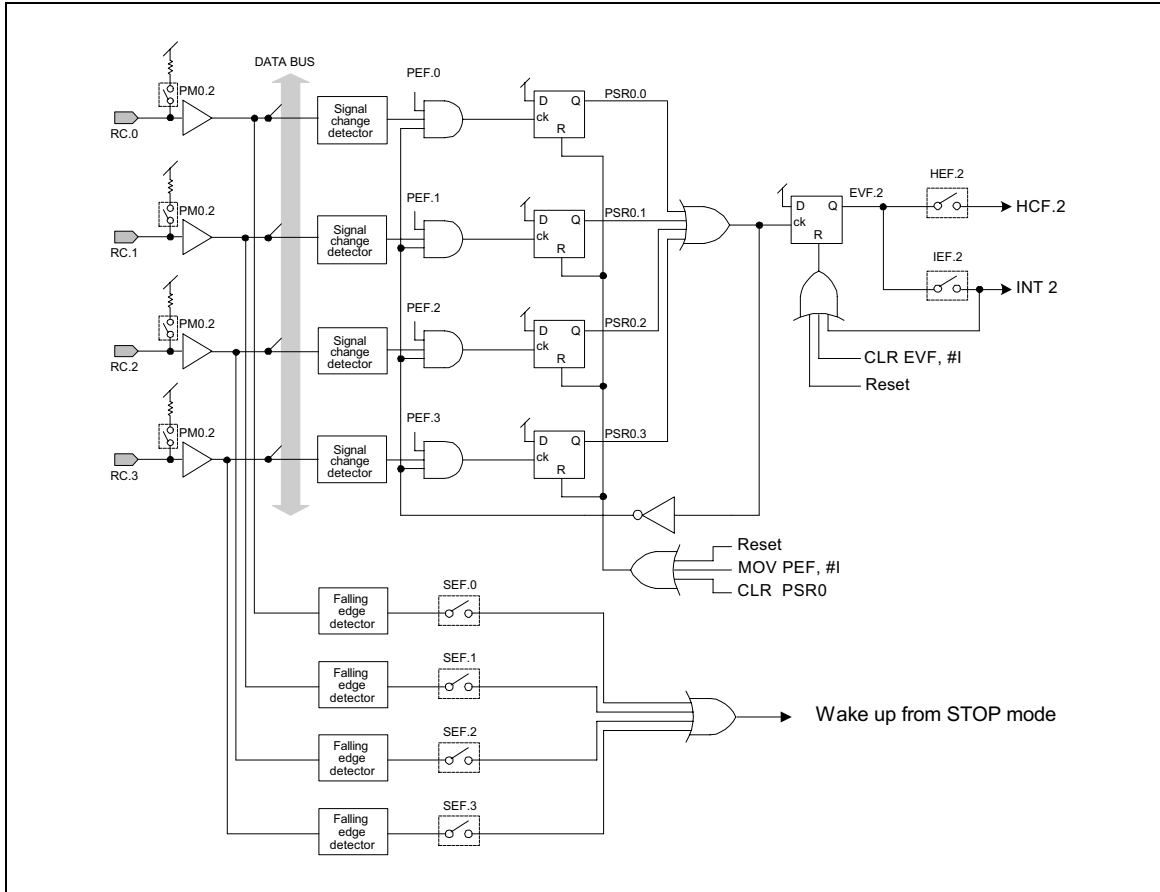 DATA BUS
PM0.2
RC.0
Signal
change
detector
PEF.0
D
Q
ck
R
PSR0.0
PM0.2
RC.1
Signal
change
detector
PEF.1
D
Q
ck
R
PSR0.1
PM0.2
RC.2
Signal
change
detector
PEF.2
D
Q
ck
R
PSR0.2
PM0.2
RC.3
Signal
change
detector
PEF.3
D
Q
ck
R
PSR0.3
D
Q
ck
R
EVF.2
HEF.2
HCF.2
IEF.2
INT 2
CLR EVF, #I
Reset
Reset
MOV PEF, #I
CLR PSR0
Falling
edge
detector
SEF.0
Falling
edge
detector
SEF.1
Falling
edge
detector
SEF.2
Falling
edge
detector
SEF.3
Wake up from STOP mode